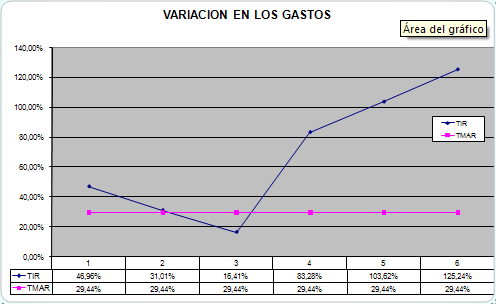 VARIACION EN LOS GASTOS
Área del gráfico
140,00%
120,00%
100,00%
80,00%
60,00%
40,00%
20,00%
0,00%
TIR
TMAR
1 2 3 4 5 6
TIR 46,96% 31,01% 16,41% 83,28% 103,62% 125,24%
TMAR 29,44% 29,44% 29,44% 29,44% 29,44% 29,44%